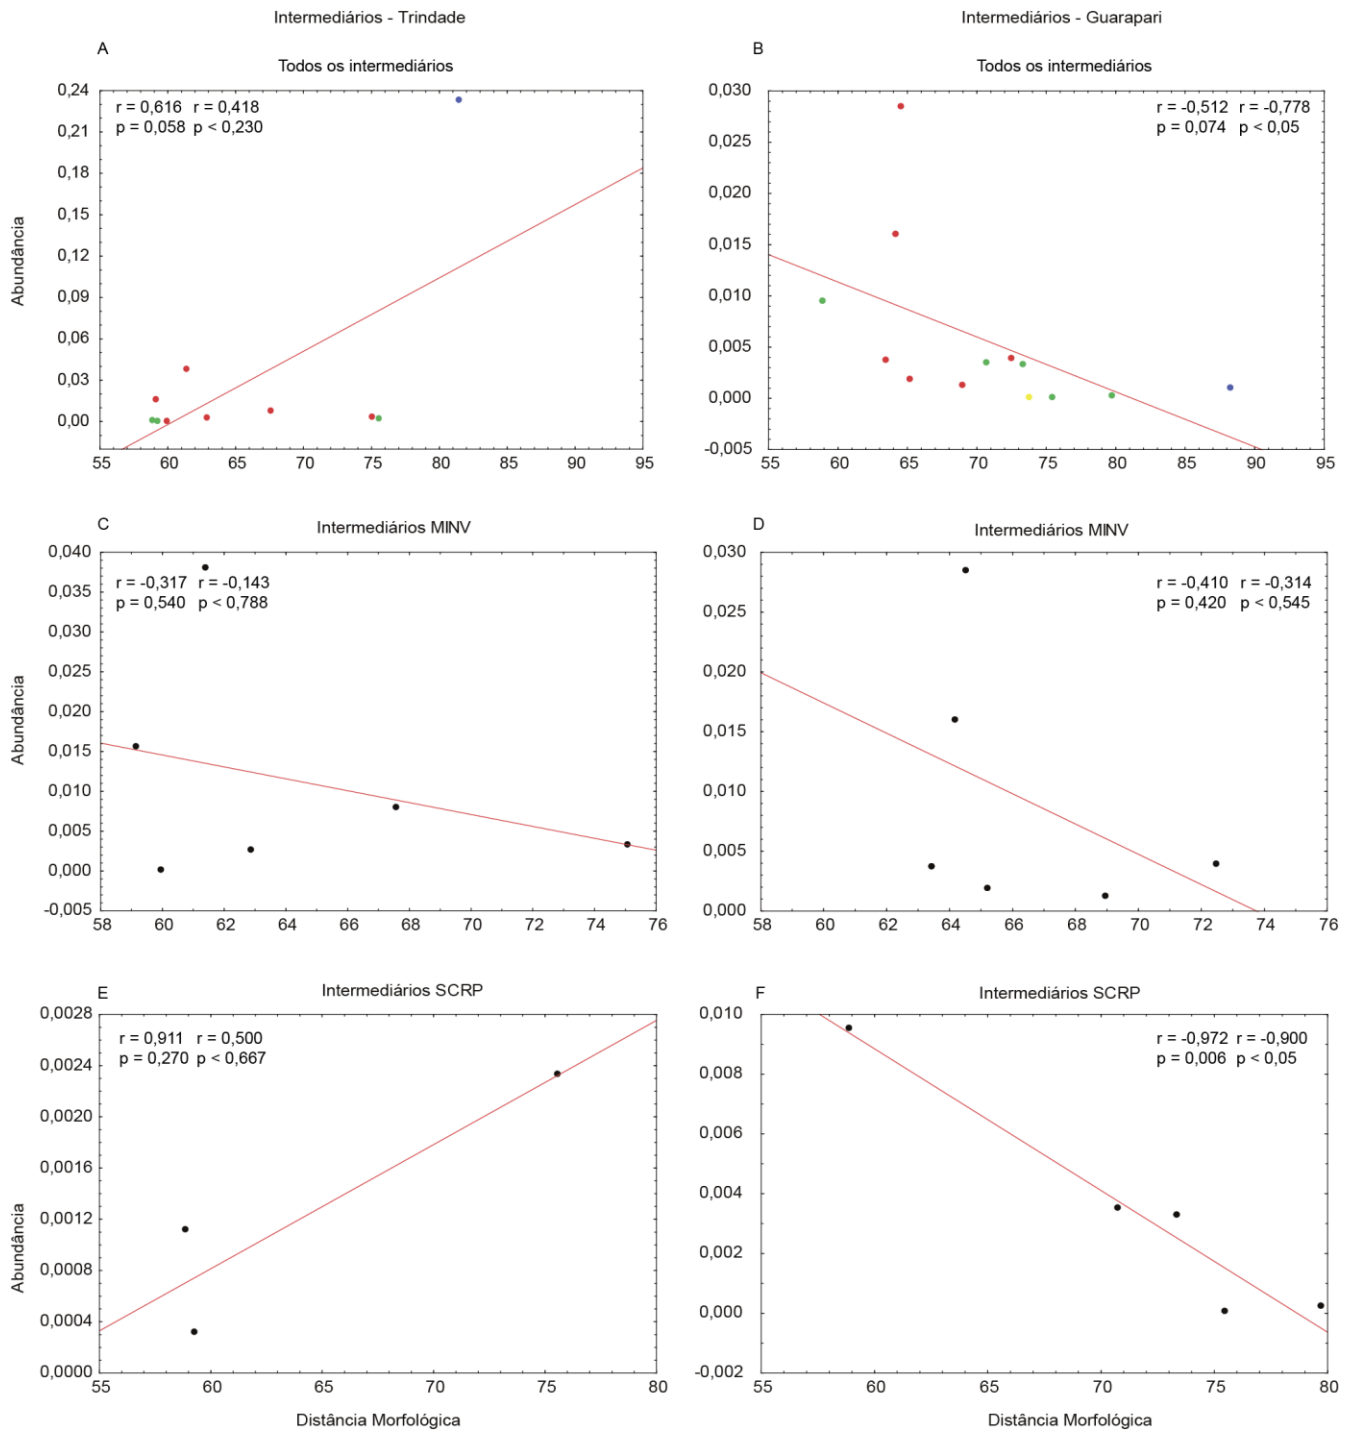 Intermediários - Trindade
Intermediários - Guarapari
A
Todos os intermediários
r = 0,616 r = 0,418
p = 0,058 p < 0,230
Abundância
0,24
0,21
0,18
0,15
0,12
0,09
0,06
0,03
0,00
55 60 65 70 75 80 85 90 95
B
Todos os intermediários
r = -0,512 r = -0,778
p = 0,074 p < 0,05
0,030
0,025
0,020
0,015
0,010
0,005
0,000
-0,005
55 60 65 70 75 80 85 90 95
C
Intermediários MINV
r = -0,317 r = -0,143
p = 0,540 p < 0,788
Abundância
0,040
0,035
0,030
0,025
0,020
0,015
0,010
0,005
0,000
-0,005
58 60 62 64 66 68 70 72 74 76
D
Intermediários MINV
r = -0,410 r = -0,314
p = 0,420 p < 0,545
0,030
0,025
0,020
0,015
0,010
0,005
0,000
58 60 62 64 66 68 70 72 74 76
E
Intermediários SCRP
r = 0,911 r = 0,500
p = 0,270 p < 0,667
Abundância
0,0028
0,0024
0,0020
0,0016
0,0012
0,0008
0,0004
0,0000
55 60 65 70 75 80
Distância Morfológica
F
Intermediários SCRP
r = -0,972 r = -0,900
p = 0,006 p < 0,05
0,010
0,008
0,006
0,004
0,002
0,000
-0,002
55 60 65 70 75 80
Distância Morfológica